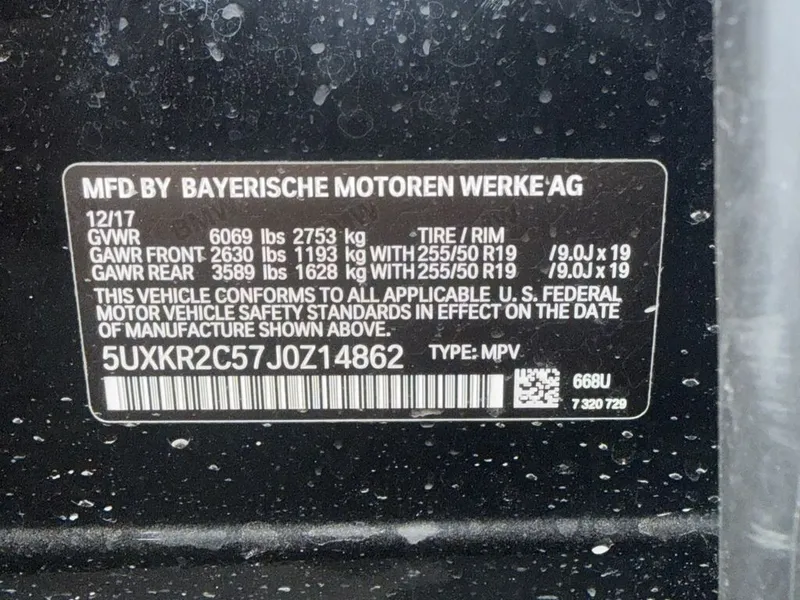 MFD BY BAYERISCHE MOTOREN WERKE AG
12/17
GVWR 6069 lbs 2753 kg TIRE / RIM
GAWR FRONT 2630 lbs 1193 kg WITH 255/50 R19 /9.0J x 19
GAWR REAR 3589 lbs 1628 kg WITH 255/50 R19 /9.0J x 19
THIS VEHICLE CONFORMS TO ALL APPLICABLE U. S. FEDERAL
MOTOR VEHICLE SAFETY STANDARDS IN EFFECT ON THE DATE
OF MANUFACTURE SHOWN ABOVE.
5UXKR2C57J0Z14862 TYPE: MPV
668U
7 320 729